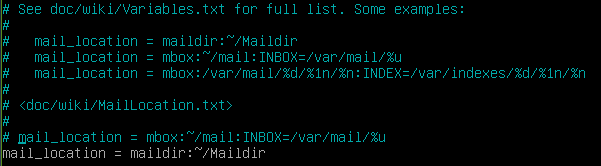 # See doc/wiki/Variables.txt for full list. Some examples:
#
#   mail_location = maildir:~/Maildir
#   mail_location = mbox:~/mail:INBOX=/var/mail/%u
#   mail_location = mbox:/var/mail/%d/%1n/%n:INDEX=/var/indexes/%d/%1n/%n
#
# <doc/wiki/MailLocation.txt>
#
# mail_location = mbox:~/mail:INBOX=/var/mail/%u
mail_location = maildir:~/Maildir